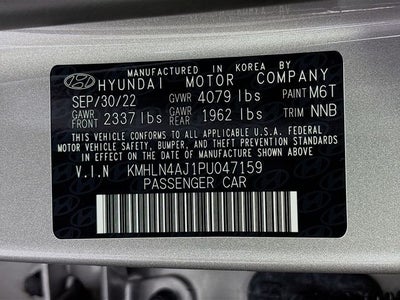 MANUFACTURED IN KOREA BY
HYUNDAI MOTOR COMPANY
SEP/30/22 GVWR 4079 lbs PAINT M6T
GAWR FRONT 2337 lbs GAWR REAR 1962 lbs TRIM NNB
THIS VEHICLE CONFORMS TO ALL APPLICABLE U.S.A. FEDERAL
MOTOR VEHICLE SAFETY, BUMPER, AND THEFT PREVENTION
STANDARDS IN EFFECT ON THE DATE OF MANUFACTURE SHOWN ABOVE.
V.I.N KMHLN4AJ1PU047159
PASSENGER CAR